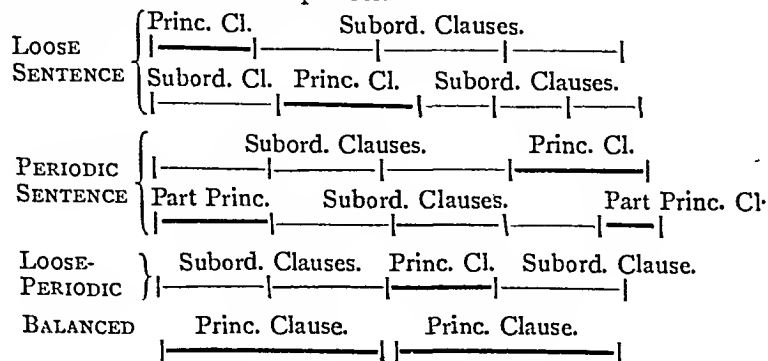 Princ. Cl. Subord. Clauses.
LOOSE
SENTENCE
Subord. Cl. Princ. Cl. Subord. Clauses.
Subord. Clauses. Princ. Cl.
PERIODIC
SENTENCE
Part Princ. Subord. Clauses. Part Princ. Cl.
LOOSE-
PERIODIC
Subord. Clauses. Princ. Cl. Subord. Clause.
BALANCED Princ. Clause. Princ. Clause.